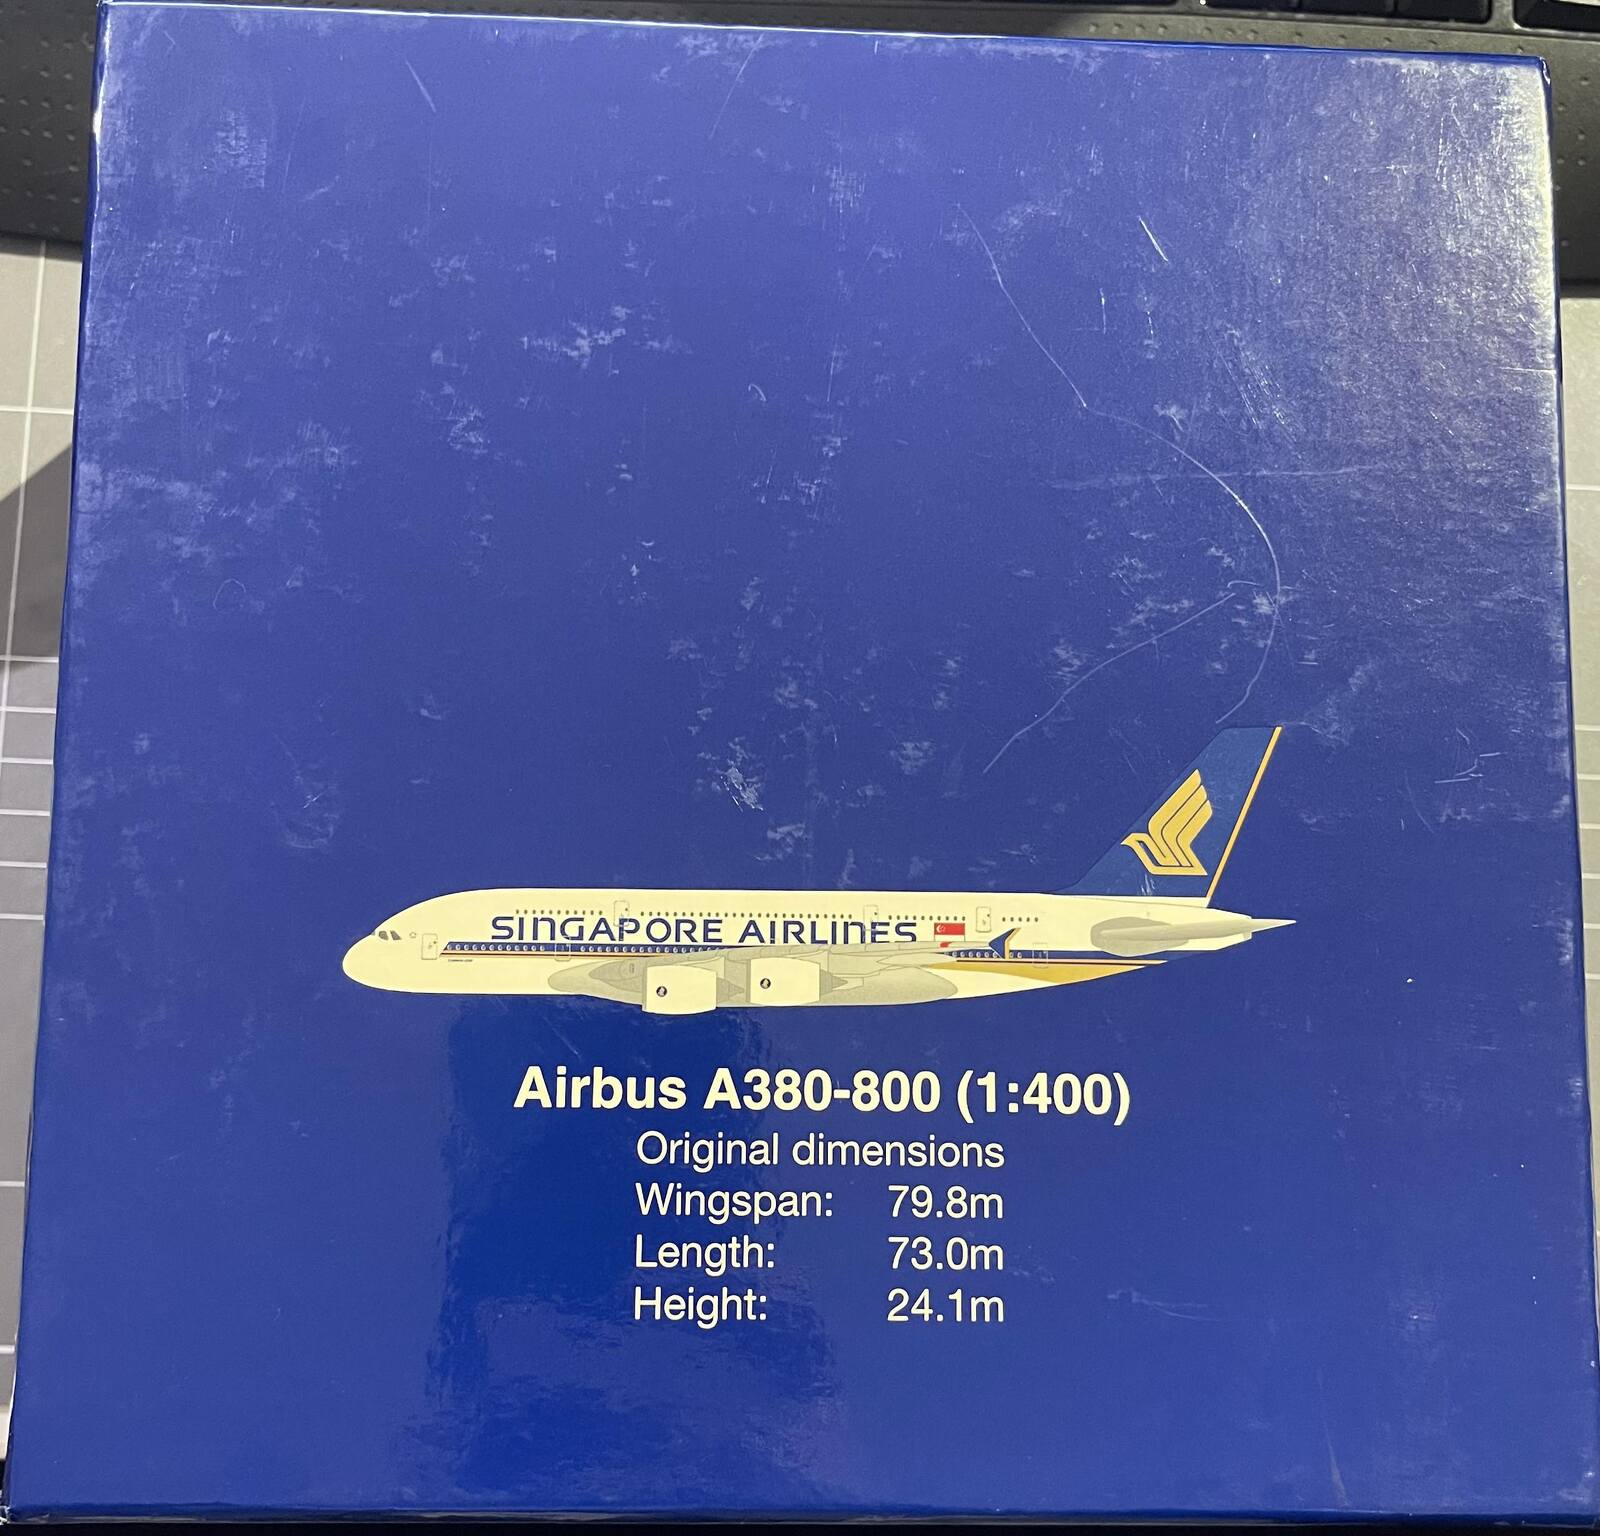 SINGAPORE AIRLINES
Airbus A380-800 (1:400)
Original dimensions
Wingspan: 79.8m
Length: 73.0m
Height: 24.1m